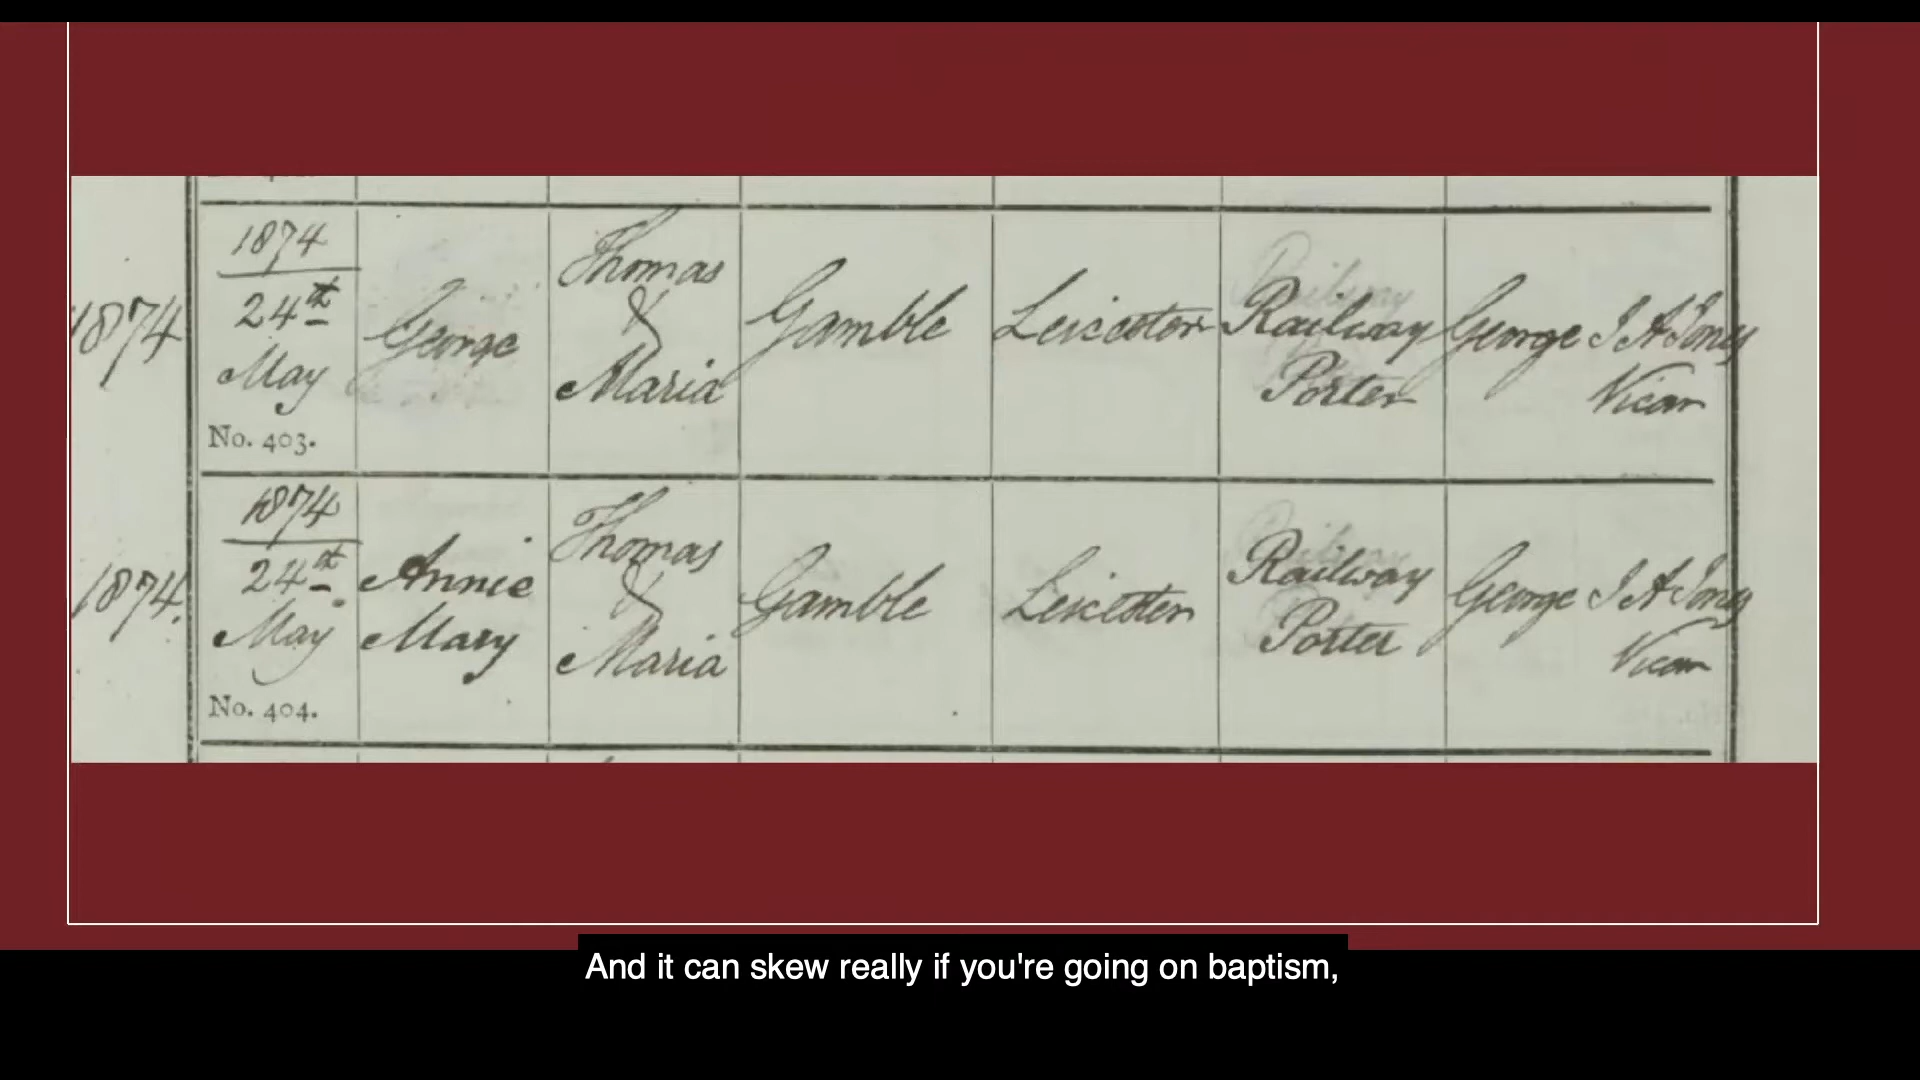 1874
1874
24th
May
No. 403.
George
Thomas
&
Maria
Gamble
Leicester
Railway
Porter
George I A Jones
Vicar
1874.
1874
24th
May
No. 404.
Annie
Mary
Thomas
&
Maria
Gamble
Leicester
Railway
Porter
George I A Jones
Vicar
And it can skew really if you're going on baptism,